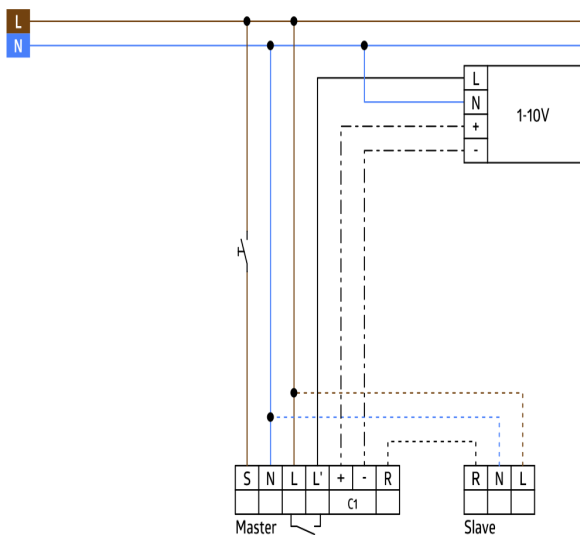 L
N
L
N
1-10V
+
-
S N L L' + - R
R N L
C1
Master
Slave